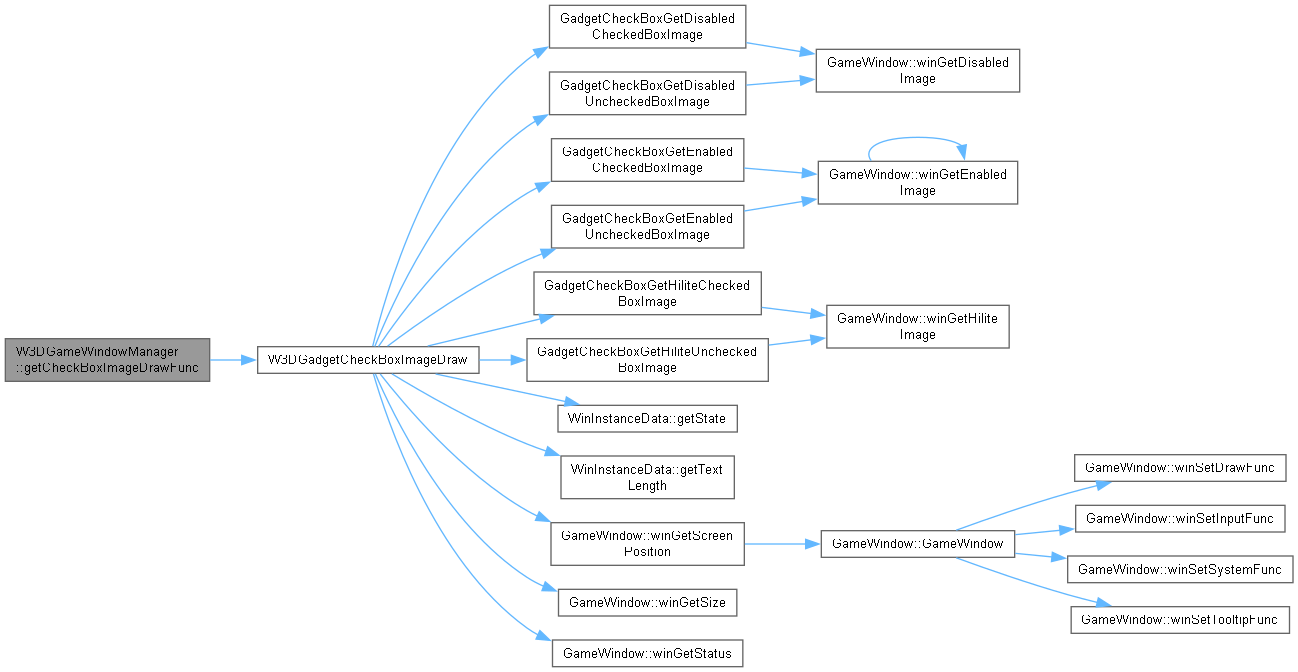 W3DGameWindowManager
::getCheckBoxImageDrawFunc
W3DGadgetCheckBoxImageDraw
GadgetCheckBoxGetDisabled
CheckedBoxImage
GadgetCheckBoxGetDisabled
UncheckedBoxImage
GadgetCheckBoxGetEnabled
CheckedBoxImage
GadgetCheckBoxGetEnabled
UncheckedBoxImage
GadgetCheckBoxGetHiliteChecked
BoxImage
GadgetCheckBoxGetHiliteUnchecked
BoxImage
WinInstanceData::getState
WinInstanceData::getText
Length
GameWindow::winGetScreen
Position
GameWindow::winGetSize
GameWindow::winGetStatus
GameWindow::winGetDisabled
Image
GameWindow::winGetEnabled
Image
GameWindow::winGetHilite
Image
GameWindow::GameWindow
GameWindow::winSetDrawFunc
GameWindow::winSetInputFunc
GameWindow::winSetSystemFunc
GameWindow::winSetTooltipFunc